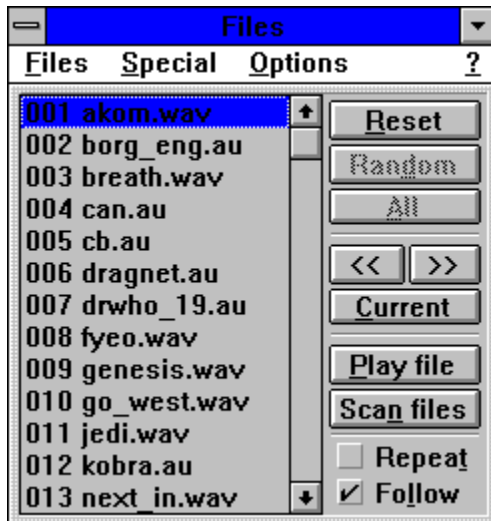 Files
Files Special Options ?
001 akom.wav
002 borg_eng.au
003 breath.wav
004 can.au
005 cb.au
006 dragnet.au
007 drwho_19.au
008 fyeo.wav
009 genesis.wav
010 go_west.wav
011 jedi.wav
012 kobra.au
013 next_in.wav
Reset
Random
All
<< >>
Current
Play file
Scan files
Repeat
Follow